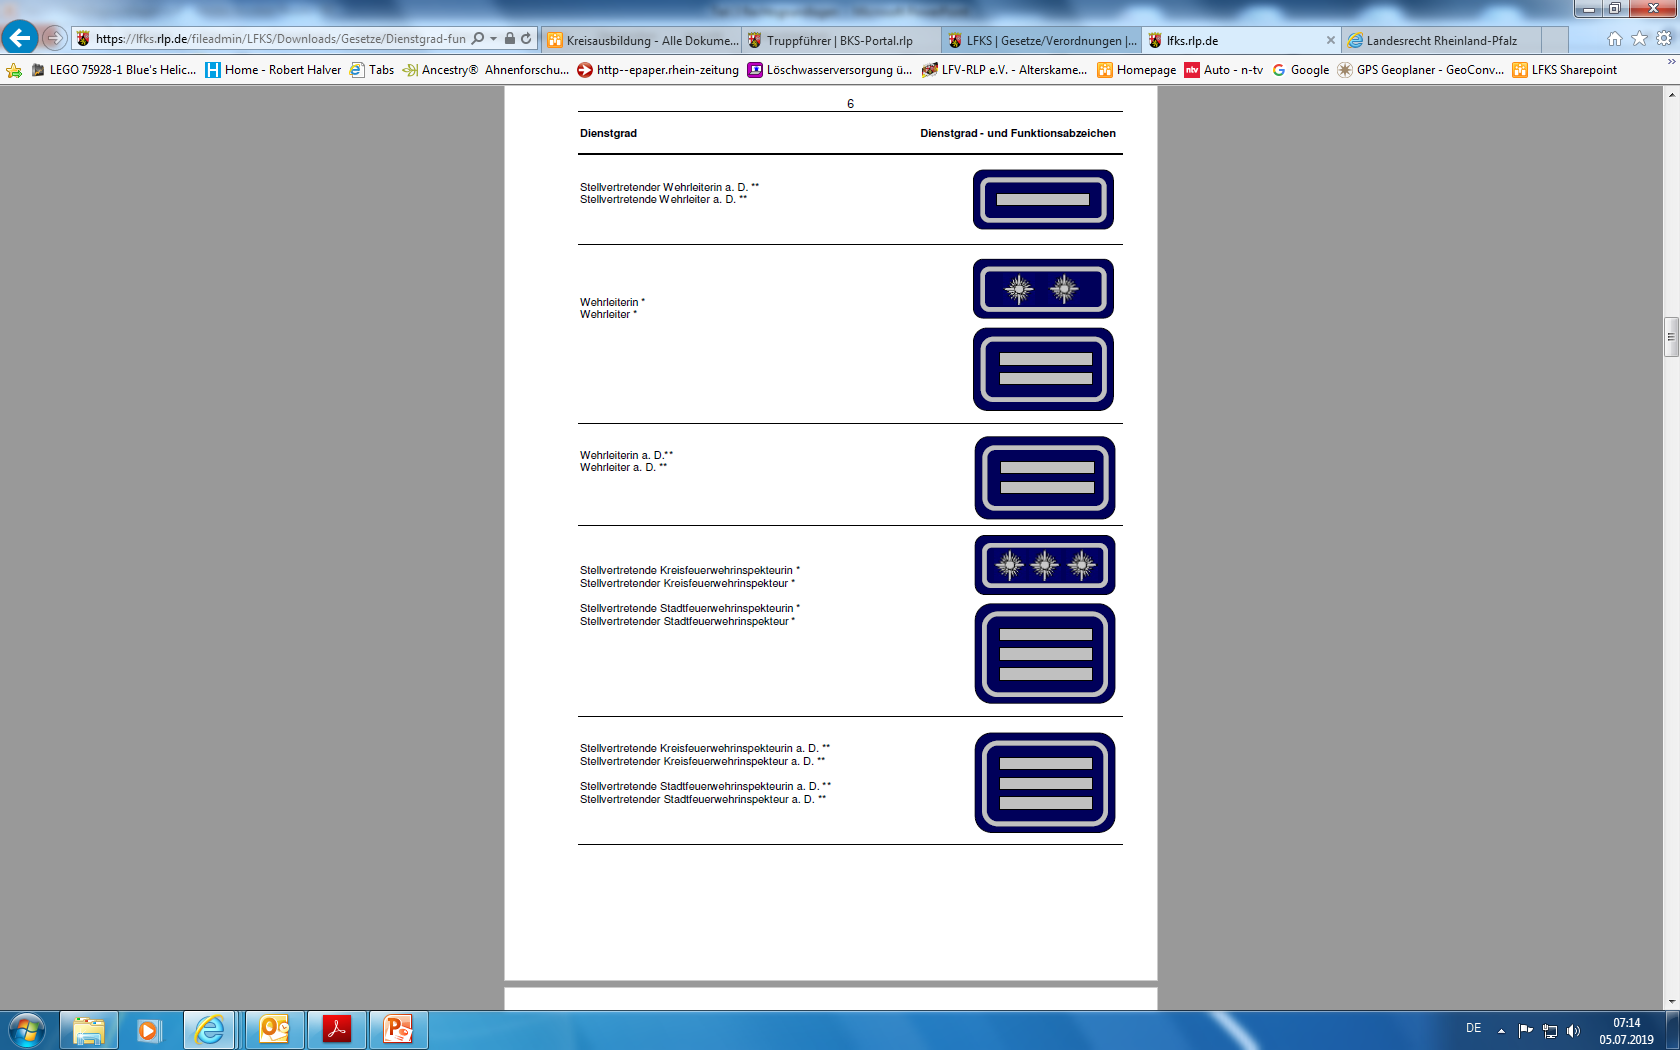 https://lfks.rlp.de/fileadmin/LFKS/Downloads/Gesetze/Dienstgrad-fun
Kreisausbildung - Alle Dokume...
Truppführer | BKS-Portal.rlp
LFKS | Gesetze/Verordnungen |...
lfks.rlp.de
Landesrecht Rheinland-Pfalz
LEGO 75928-1 Blue's Helic...
Home - Robert Halver
Tabs
Ancestry® Ahnenforschu...
http--epaper.rhein-zeitung
Löschwasserversorgung ü...
LFV-RLP e.V. - Alterskame...
Homepage
ntv Auto - n-tv
Google
GPS Geoplaner - GeoConv...
LFKS Sharepoint
6
Dienstgrad Dienstgrad - und Funktionsabzeichen
Stellvertretender Wehrleiterin a. D. **
Stellvertretende Wehrleiter a. D. **
Wehrleiterin *
Wehrleiter *
Wehrleiterin a. D.**
Wehrleiter a. D. **
Stellvertretende Kreisfeuerwehrinspekteurin *
Stellvertretender Kreisfeuerwehrinspekteur *
Stellvertretende Stadtfeuerwehrinspekteurin *
Stellvertretender Stadtfeuerwehrinspekteur *
Stellvertretende Kreisfeuerwehrinspekteurin a. D. **
Stellvertretender Kreisfeuerwehrinspekteur a. D. **
Stellvertretende Stadtfeuerwehrinspekteurin a. D. **
Stellvertretender Stadtfeuerwehrinspekteur a. D. **
DE
07:14
05.07.2019